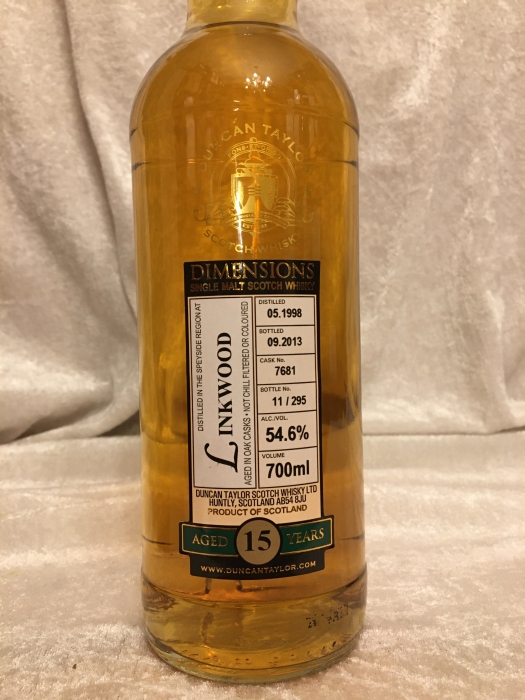 DUNCAN TAYLOR
SCOTCH WHISKY
DIMENSIONS
SINGLE MALT SCOTCH WHISKY
DISTILLED IN THE SPEYSIDE REGION AT
LINKWOOD
AGED IN OAK CASKS • NOT CHILL FILTERED OR COLOURED
DISTILLED
05.1998
BOTTLED
09.2013
CASK No.
7681
BOTTLE No.
11 / 295
ALC./VOL.
54.6%
VOLUME
700ml
DUNCAN TAYLOR SCOTCH WHISKY LTD
HUNTLY, SCOTLAND AB54 8JU
PRODUCT OF SCOTLAND
AGED 15 YEARS
WWW.DUNCANTAYLOR.COM